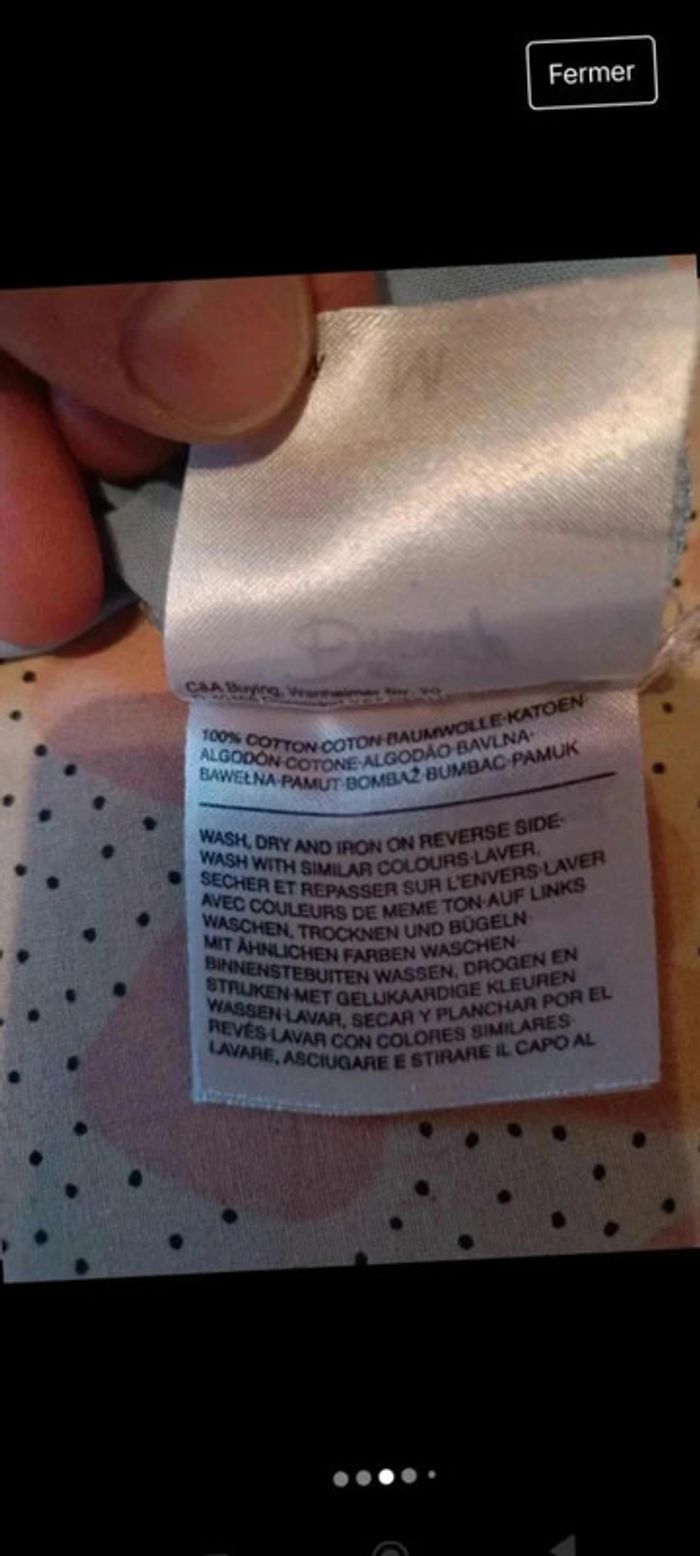 Fermer
C&A Buying, Wanheimer Str. 70
100% COTTON·COTON·BAUMWOLLE·KATOEN·
ALGODÓN·COTONE·ALGODÃO·BAVLNA·
BAWEŁNA·PAMUT·BOMBAŽ·BUMBAC·PAMUK
WASH, DRY AND IRON ON REVERSE SIDE·
WASH WITH SIMILAR COLOURS·LAVER,
SECHER ET REPASSER SUR L'ENVERS·LAVER
AVEC COULEURS DE MEME TON·AUF LINKS
WASCHEN, TROCKNEN UND BÜGELN·
MIT ÄHNLICHEN FARBEN WASCHEN·
BINNENSTEBUITEN WASSEN, DROGEN EN
STRIJKEN·MET GELIJKAARDIGE KLEUREN
WASSEN·LAVAR, SECAR Y PLANCHAR POR EL
REVÉS·LAVAR CON COLORES SIMILARES·
LAVARE, ASCIUGARE E STIRARE IL CAPO AL